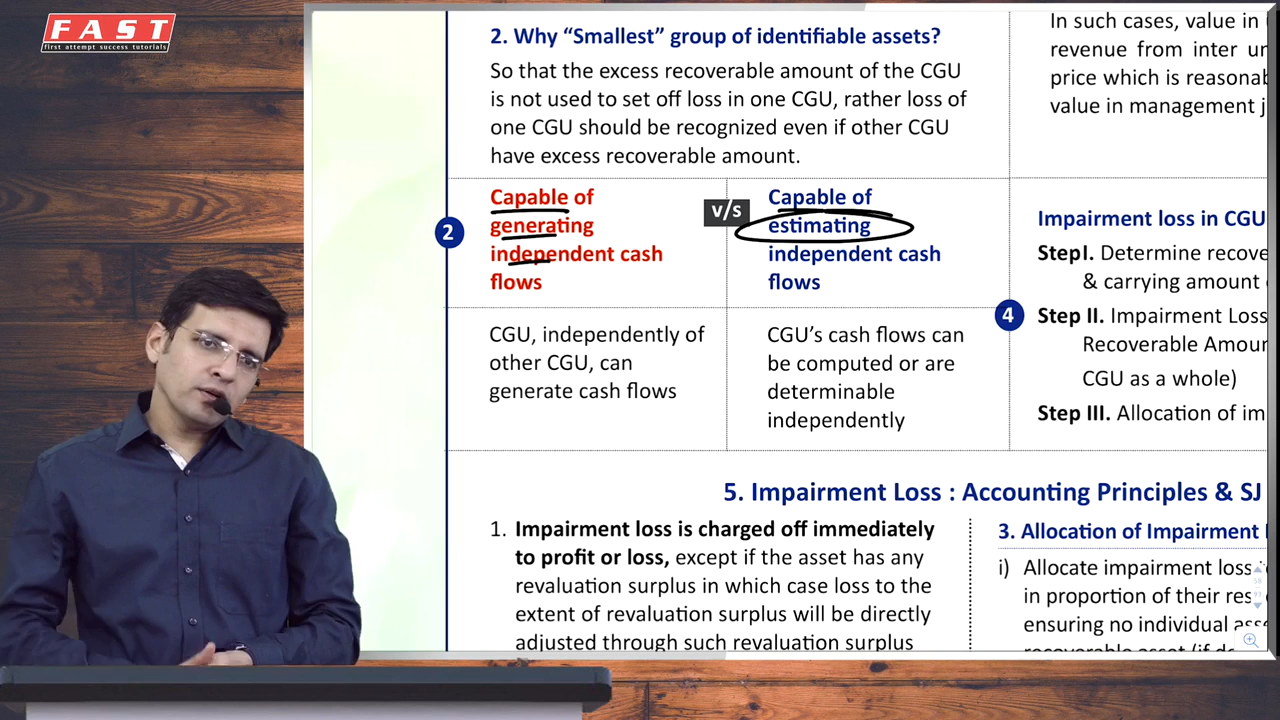 FAST
first attempt success tutorials
2. Why “Smallest” group of identifiable assets?
So that the excess recoverable amount of the CGU
is not used to set off loss in one CGU, rather loss of
one CGU should be recognized even if other CGU
have excess recoverable amount.
2
Capable of
generating
independent cash
flows
v/s
Capable of
estimating
independent cash
flows
CGU, independently of
other CGU, can
generate cash flows
CGU’s cash flows can
be computed or are
determinable
independently
In such cases, value in
revenue from inter
price which is
value in management
4
Impairment loss in CGU
StepI. Determine
& carrying amount
Step II. Impairment Loss
Recoverable
CGU as a whole)
Step III. Allocation of
5. Impairment Loss : Accounting Principles & SJ
1. Impairment loss is charged off immediately
to profit or loss, except if the asset has any
revaluation surplus in which case loss to the
extent of revaluation surplus will be directly
adjusted through such revaluation surplus
3. Allocation of Impairment
i) Allocate impairment loss
in proportion of their
ensuring no individual